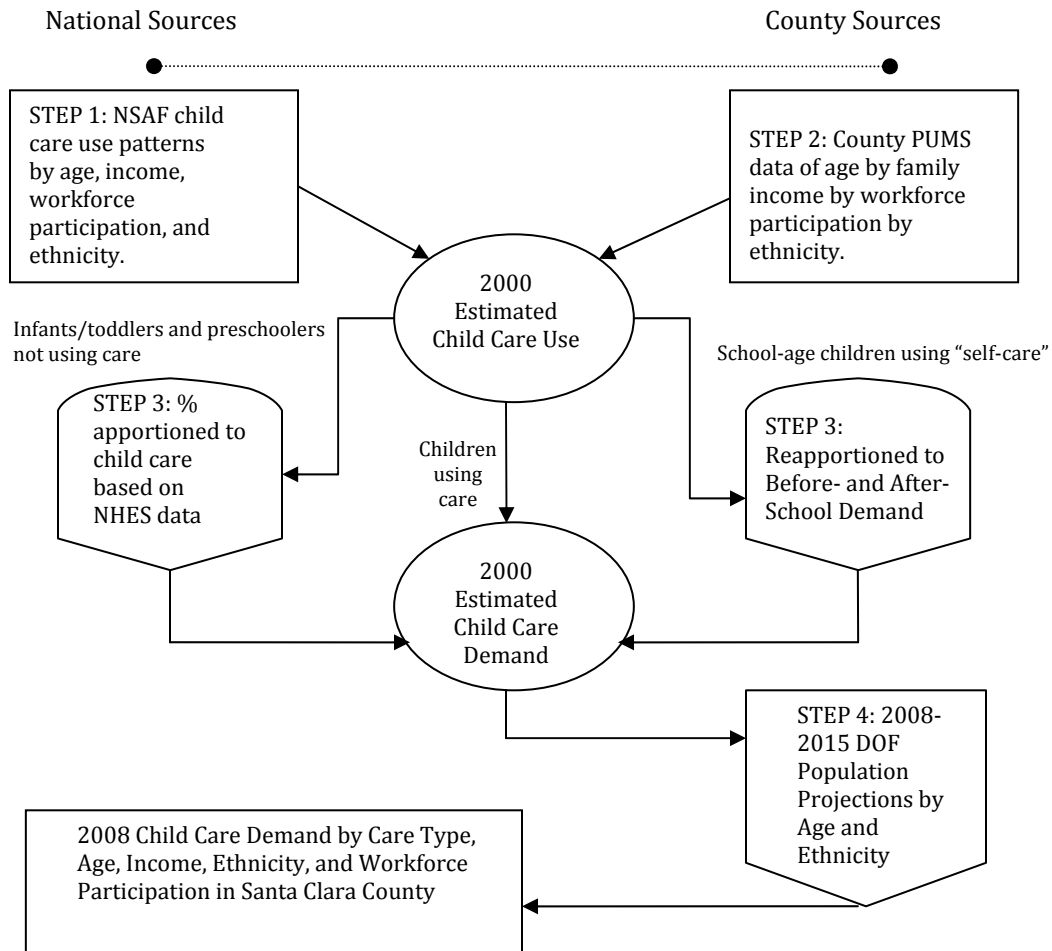 National Sources
County Sources
STEP 1: NSAF child
care use patterns
by age, income,
workforce
participation, and
ethnicity.
STEP 2: County PUMS
data of age by family
income by workforce
participation by
ethnicity.
2000
Estimated
Child Care Use
Infants/toddlers and preschoolers
not using care
School-age children using “self-care”
STEP 3: %
apportioned to
child care
based on
NHES data
Children
using
care
STEP 3:
Reapportioned to
Before- and After-
School Demand
2000
Estimated
Child Care
Demand
STEP 4: 2008-
2015 DOF
Population
Projections by
Age and
Ethnicity
2008 Child Care Demand by Care Type,
Age, Income, Ethnicity, and Workforce
Participation in Santa Clara County